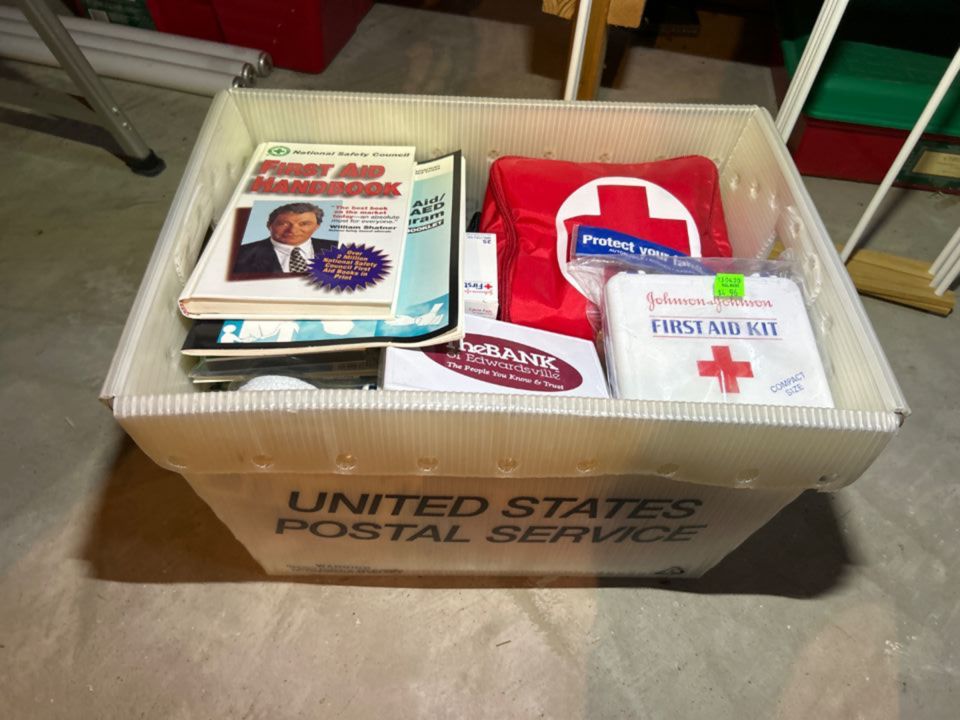 National Safety Council
FIRST AID
HANDBOOK
"The best book
on the market
today—an absolute
must for everyone."
William Shatner
Over
2 Million
National Safety
Council First
Aid Books in
Print
Aid/
AED
ram
BOOKLET
25
First
theBANK
of Edwardsville
The People You Know & Trust
Protect your fa
Johnson & Johnson
FIRST AID KIT
COMPACT
SIZE
UNITED STATES
POSTAL SERVICE
WARNING